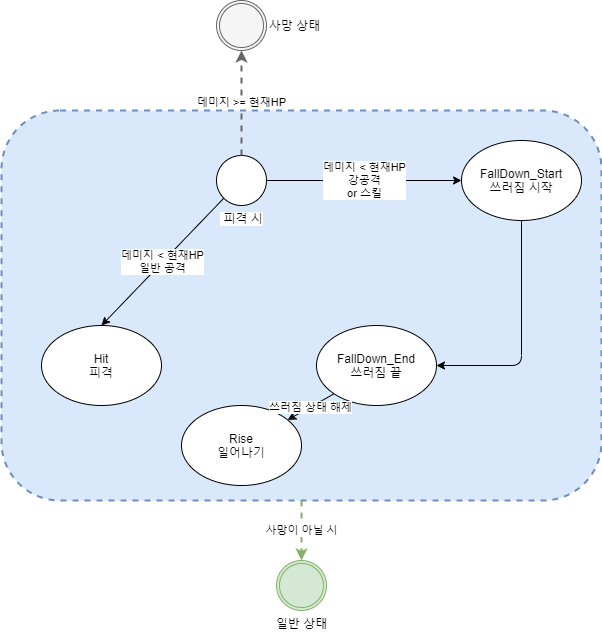 사망 상태
데미지 >= 현재HP
데미지 < 현재HP
강공격
or 스킬
FallDown_Start
쓰러짐 시작
피격 시
데미지 < 현재HP
일반 공격
Hit
피격
FallDown_End
쓰러짐 끝
쓰러짐 상태 해제
Rise
일어나기
사망이 아닐 시
일반 상태